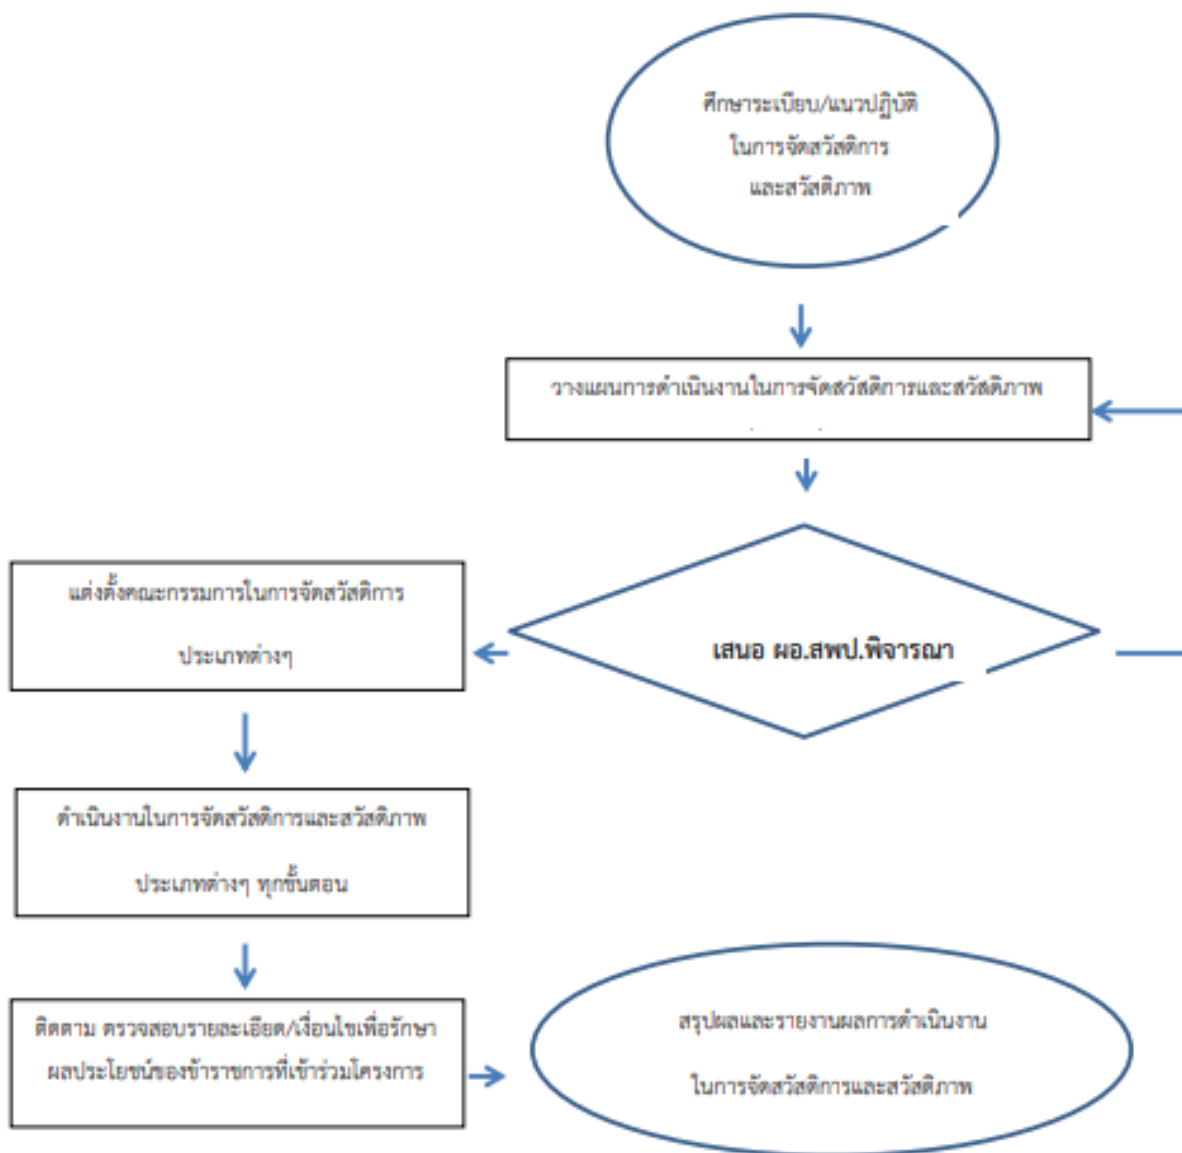 ศึกษาระเบียบ/แนวปฏิบัติ
ในการจัดสวัสดิการ
และสวัสดิภาพ
วางแผนการดำเนินงานในการจัดสวัสดิการและสวัสดิภาพ
เสนอ ผอ.สพป.พิจารณา
แต่งตั้งคณะกรรมการในการจัดสวัสดิการ
ประเภทต่างๆ
ดำเนินงานในการจัดสวัสดิการและสวัสดิภาพ
ประเภทต่างๆ ทุกขั้นตอน
ติดตาม ตรวจสอบรายละเอียด/เงื่อนไขเพื่อรักษา
ผลประโยชน์ของข้าราชการที่เข้าร่วมโครงการ
สรุปผลและรายงานผลการดำเนินงาน
ในการจัดสวัสดิการและสวัสดิภาพ